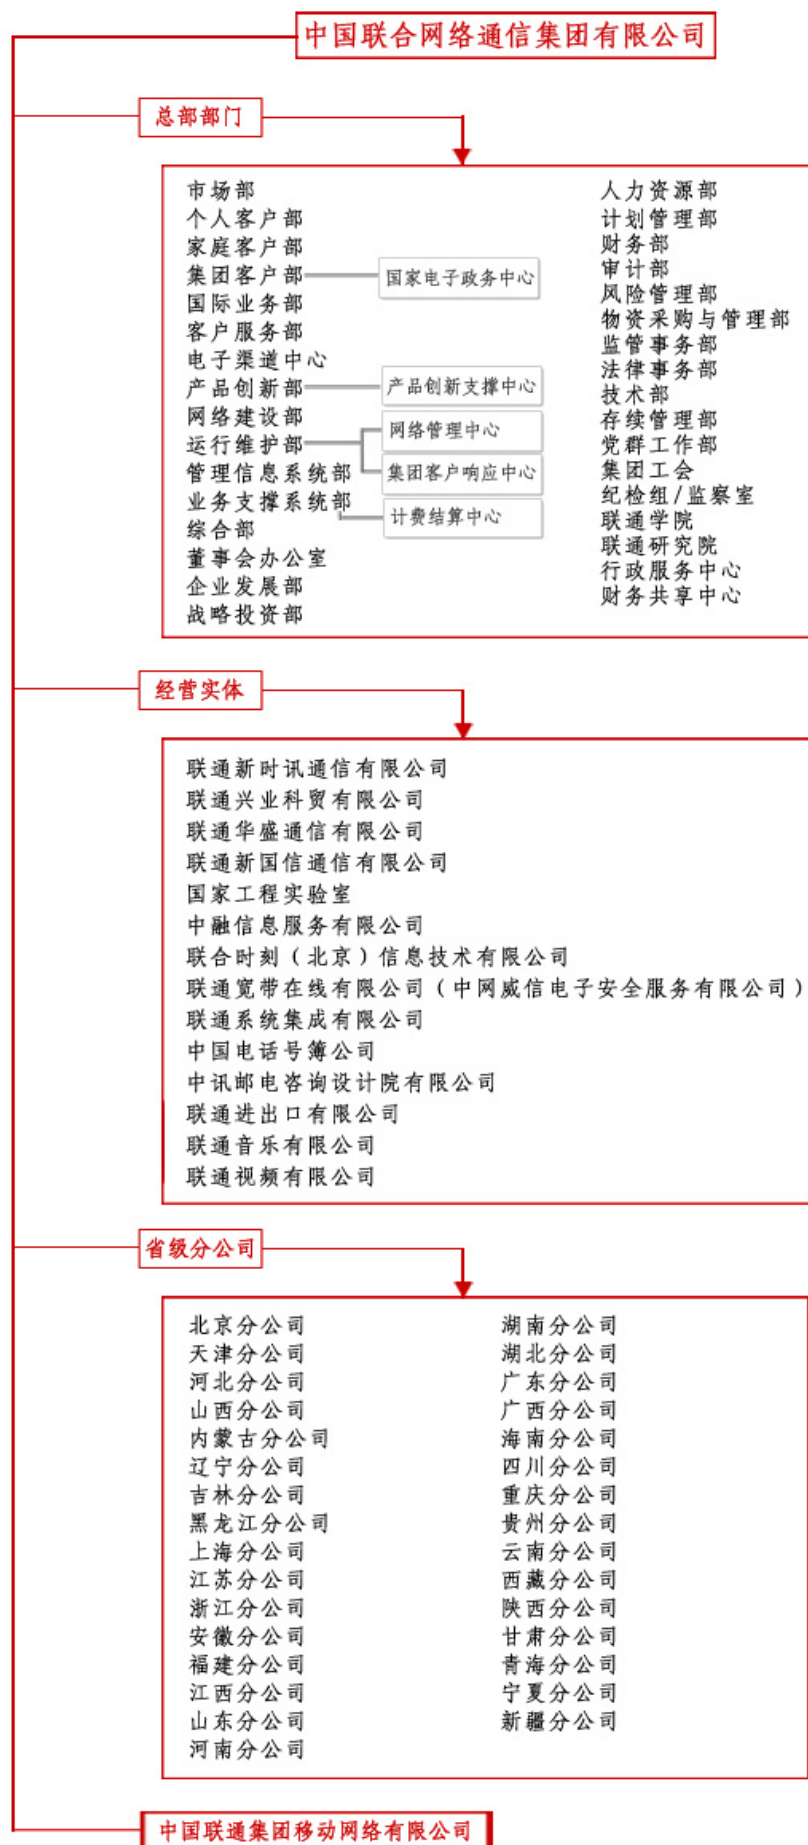 中国联合网络通信集团有限公司
总部部门
市场部
个人客户部
家庭客户部
集团客户部
国家电子政务中心
国际业务部
客户服务部
电子渠道中心
产品创新部
产品创新支撑中心
网络建设部
运行维护部
网络管理中心
集团客户响应中心
管理信息系统部
业务支撑系统部
计费结算中心
综合部
董事会办公室
企业发展部
战略投资部
人力资源部
计划管理部
财务部
审计部
风险管理部
物资采购与管理部
监管事务部
法律事务部
技术部
存续管理部
党群工作部
集团工会
纪检组/监察室
联通学院
联通研究院
行政服务中心
财务共享中心
经营实体
联通新时讯通信有限公司
联通兴业科贸有限公司
联通华盛通信有限公司
联通新国信通信有限公司
国家工程实验室
中融信息服务有限公司
联合时刻（北京）信息技术有限公司
联通宽带在线有限公司（中网威信电子安全服务有限公司）
联通系统集成有限公司
中国电话号簿公司
中讯邮电咨询设计院有限公司
联通进出口有限公司
联通音乐有限公司
联通视频有限公司
省级分公司
北京分公司
天津分公司
河北分公司
山西分公司
内蒙古分公司
辽宁分公司
吉林分公司
黑龙江分公司
上海分公司
江苏分公司
浙江分公司
安徽分公司
福建分公司
江西分公司
山东分公司
河南分公司
湖南分公司
湖北分公司
广东分公司
广西分公司
海南分公司
四川分公司
重庆分公司
贵州分公司
云南分公司
西藏分公司
陕西分公司
甘肃分公司
青海分公司
宁夏分公司
新疆分公司
中国联通集团移动网络有限公司